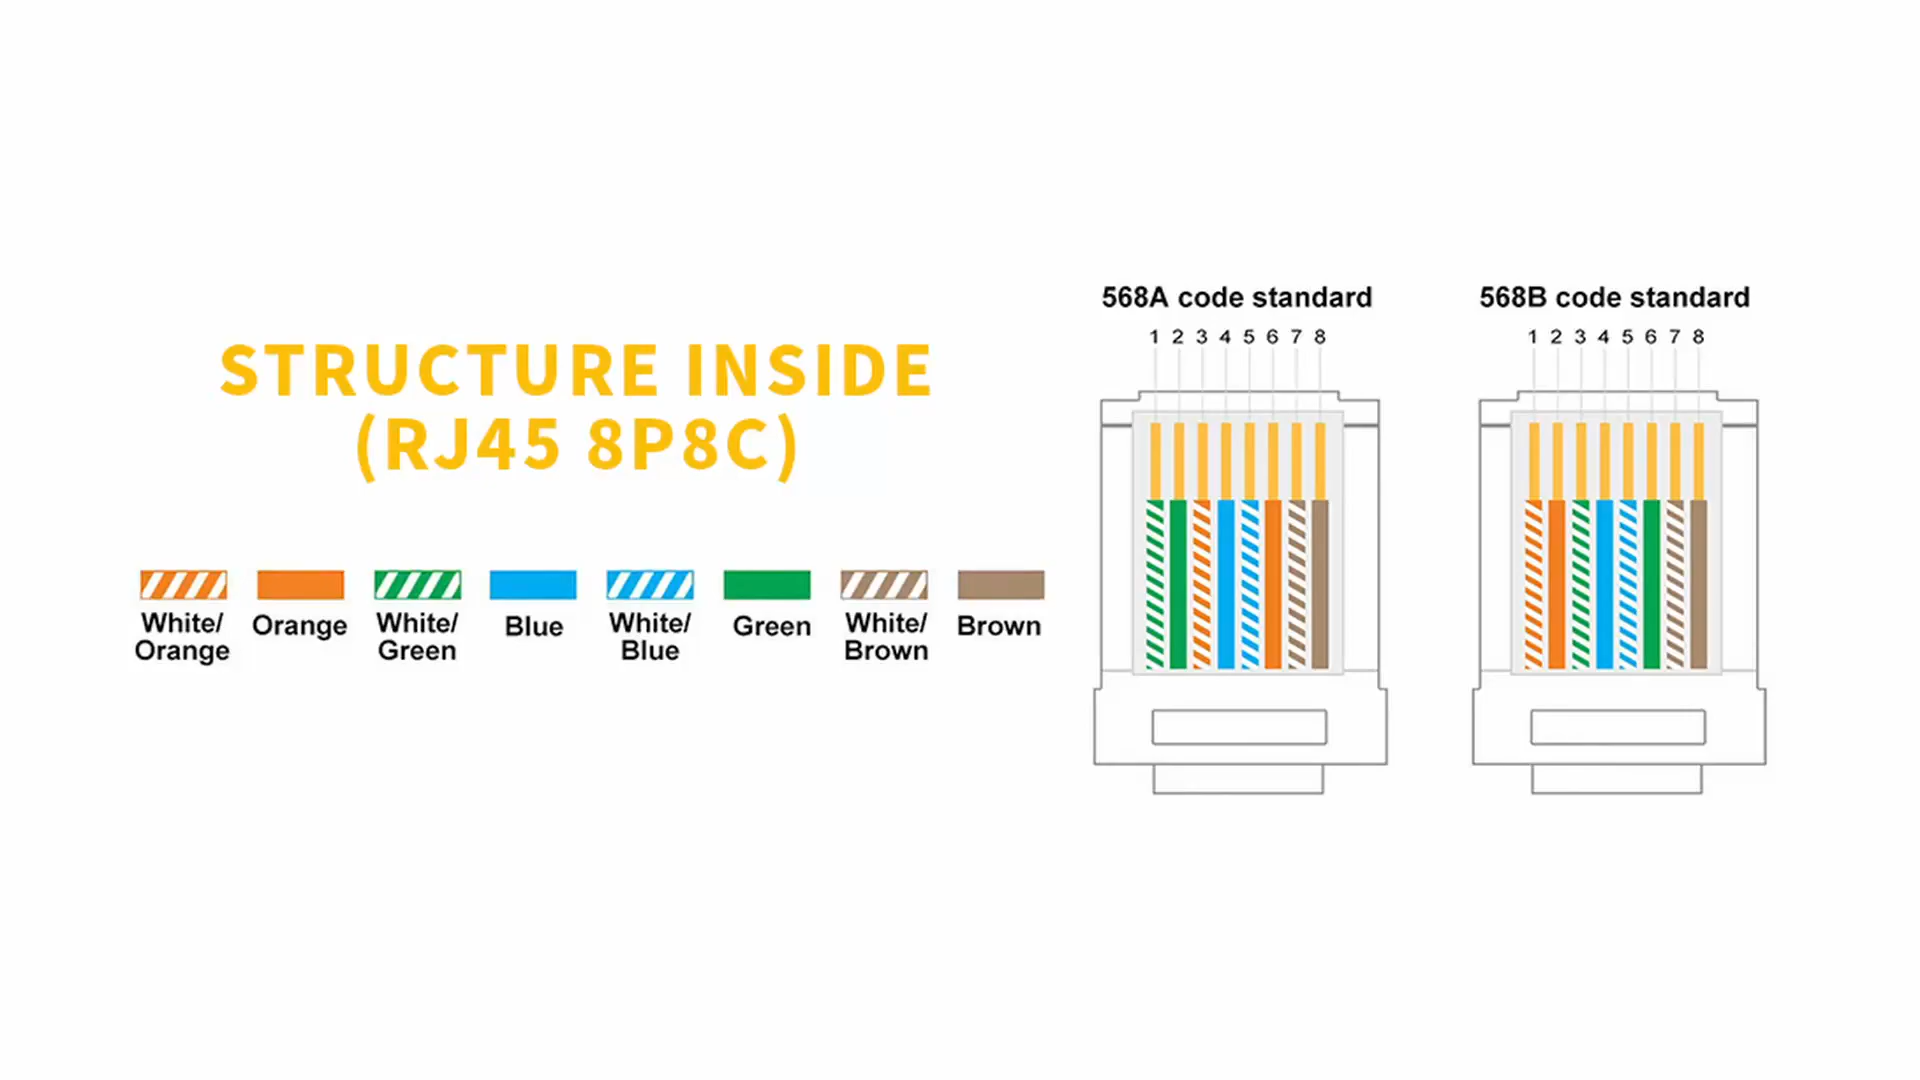 STRUCTURE INSIDE
(RJ45 8P8C)
White/
Orange
Orange
White/
Green
Blue
White/
Blue
Green
White/
Brown
Brown
568A code standard
1 2 3 4 5 6 7 8
568B code standard
1 2 3 4 5 6 7 8